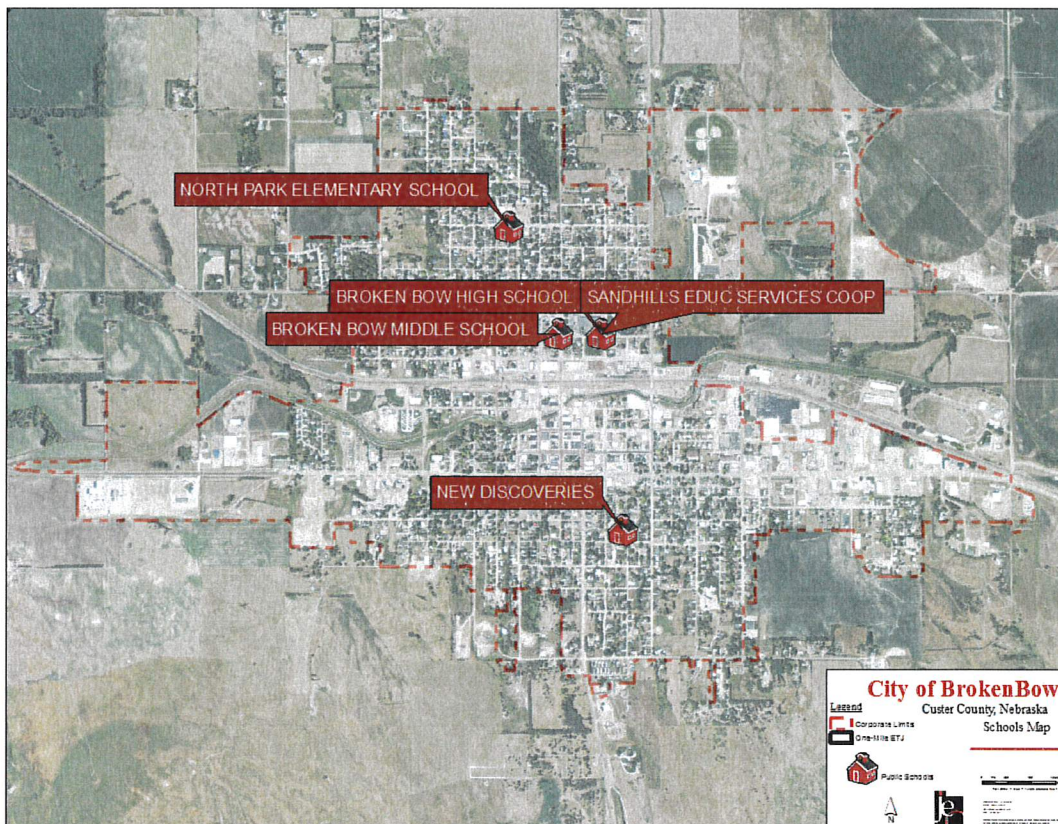 NORTH PARK ELEMENTARY SCHOOL
BROKEN BOW HIGH SCHOOL
SANDHILLS EDUC SERVICES COOP
BROKEN BOW MIDDLE SCHOOL
NEW DISCOVERIES
City of BrokenBow
Custer County, Nebraska
Schools Map
Legend
Corporate Limits
One-Mile ETJ
Public Schools
N
je